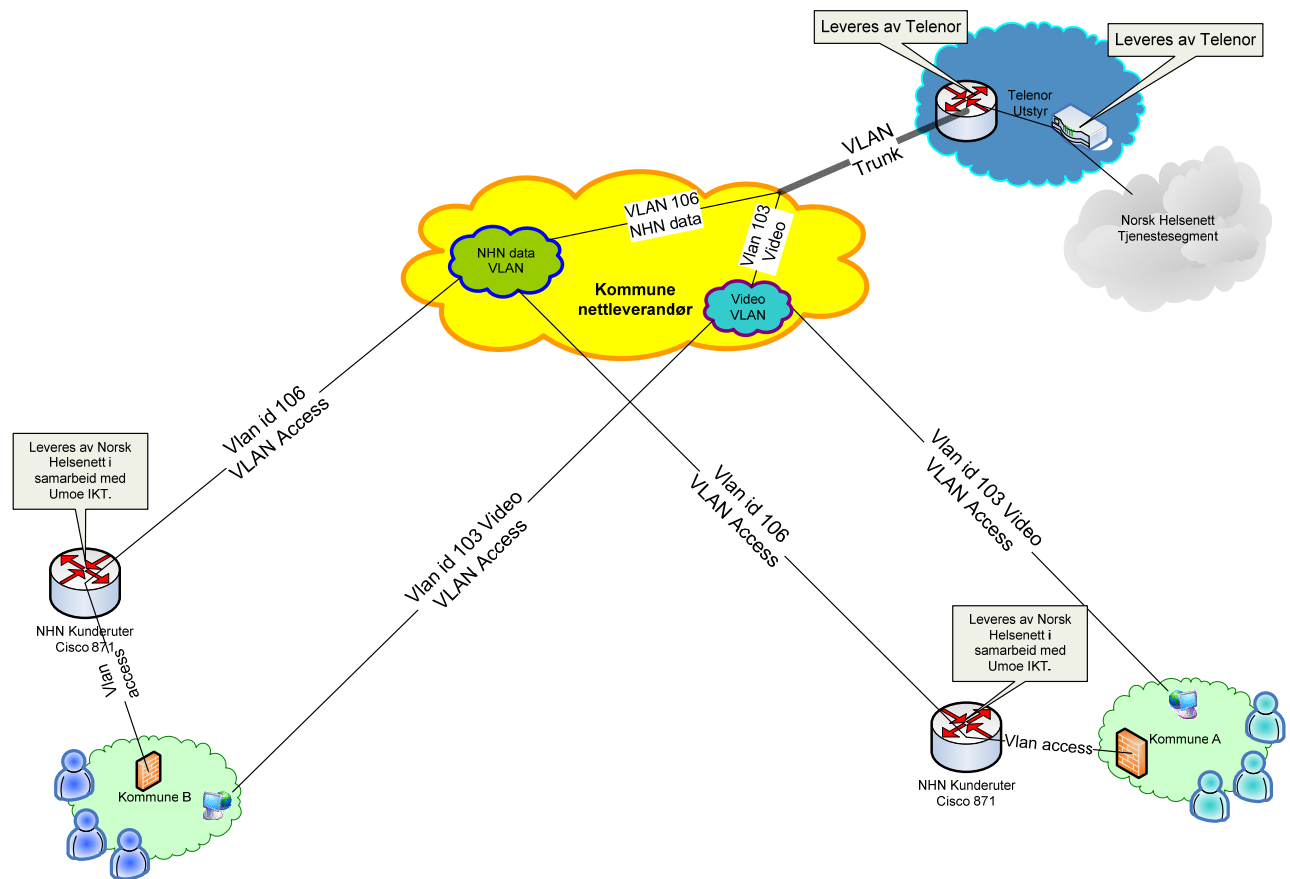 Leveres av Telenor
Leveres av Telenor
Telenor
Utstyr
VLAN
Trunk
Norsk Helsenett
Tjenestesegment
VLAN 106
NHN data
Vlan 103
Video
NHN data
VLAN
Kommune
nettleverandør
Video
VLAN
Vlan id 106
VLAN Access
Vlan id 103 Video
VLAN Access
Vlan id 106
VLAN Access
Vlan id 103 Video
VLAN Access
Leveres av Norsk
Helsenett i
samarbeid med
Umoe IKT.
NHN Kunderuter
Cisco 871
Vlan
access
Kommune B
Leveres av Norsk
Helsenett i
samarbeid med
Umoe IKT.
NHN Kunderuter
Cisco 871
Vlan access
Kommune A